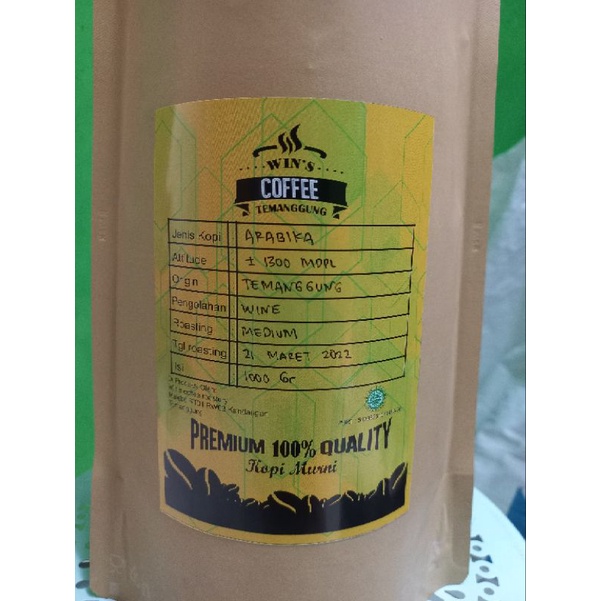 WIN'S
COFFEE
TEMANGGUNG
Jenis Kopi ARABIKA
Altitude ± 1300 MDPL
Origin TEMANGGUNG
Pengolahan WINE
Roasting MEDIUM
Tgl roasting 21 MARET 2022
Isi 1000 Gr
PREMIUM 100% QUALITY
Kopi Murni